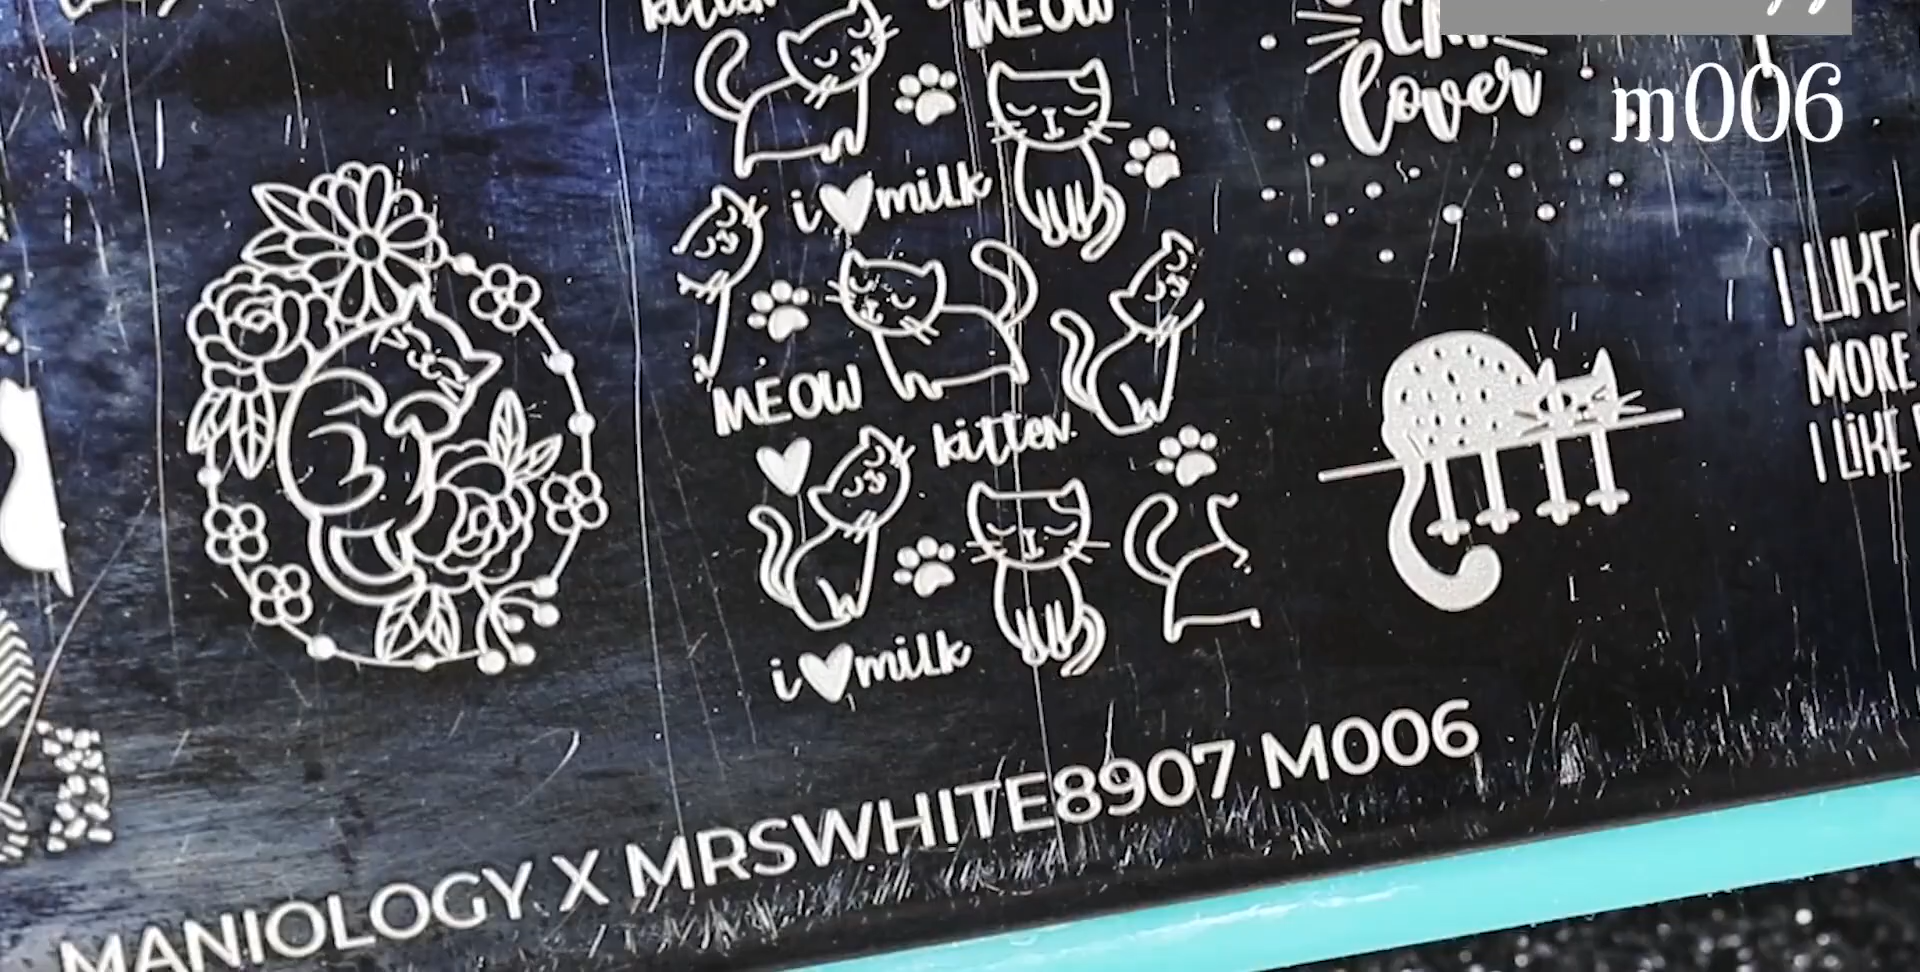 kitten
MEOW
lover
m006
i milk
I LIKE
MORE
I LIKE
MEOW
kitten
i milk
MANIOLOGY X MRSWHITE8907 M006